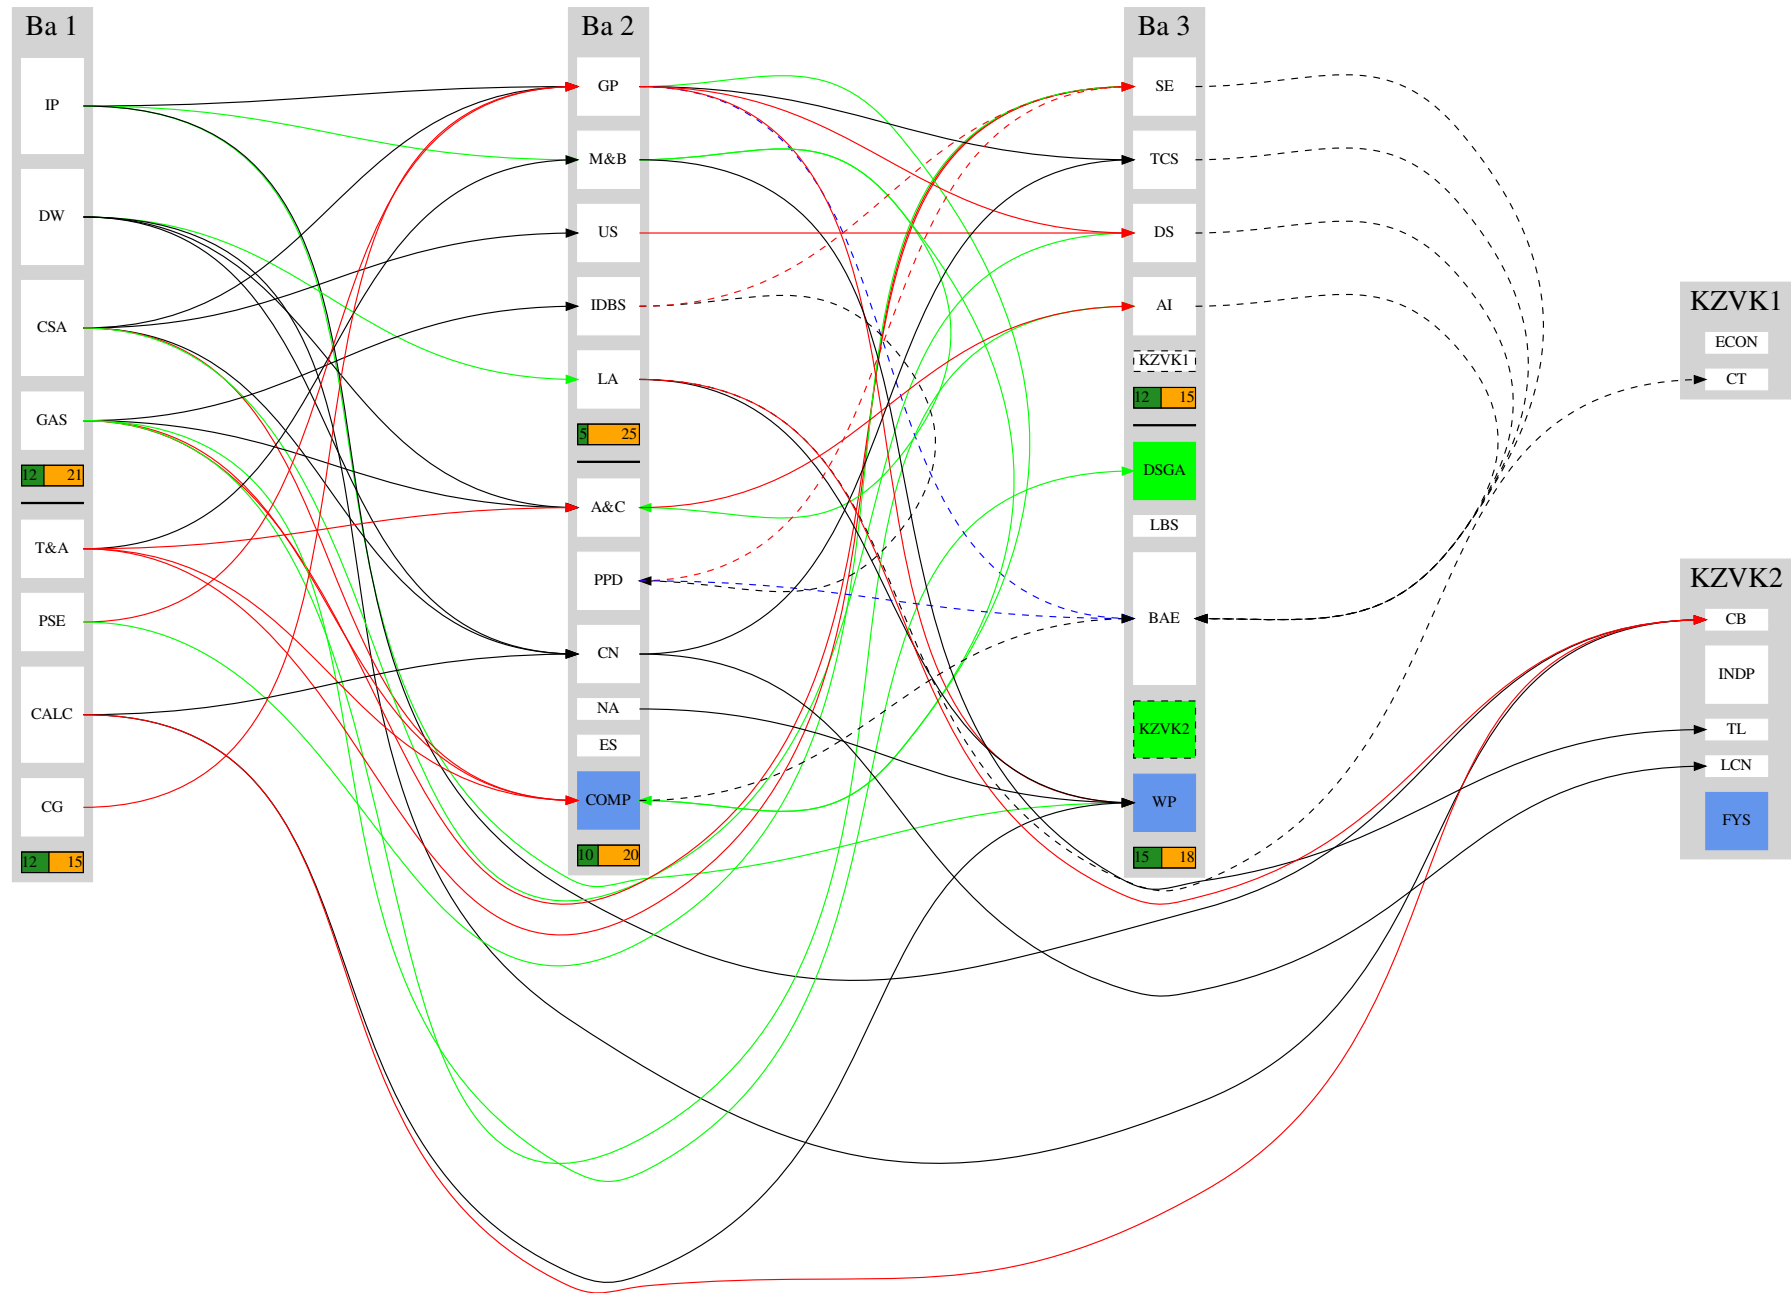 Ba 1
IP
DW
CSA
GAS
12 21
T&A
PSE
CALC
CG
12 15
Ba 2
GP
M&B
US
IDBS
LA
5 25
A&C
PPD
CN
NA
ES
COMP
10 20
Ba 3
SE
TCS
DS
AI
KZVK1
12 15
DSGA
LBS
BAE
KZVK2
WP
15 18
KZVK1
ECON
CT
KZVK2
CB
INDP
TL
LCN
FYS